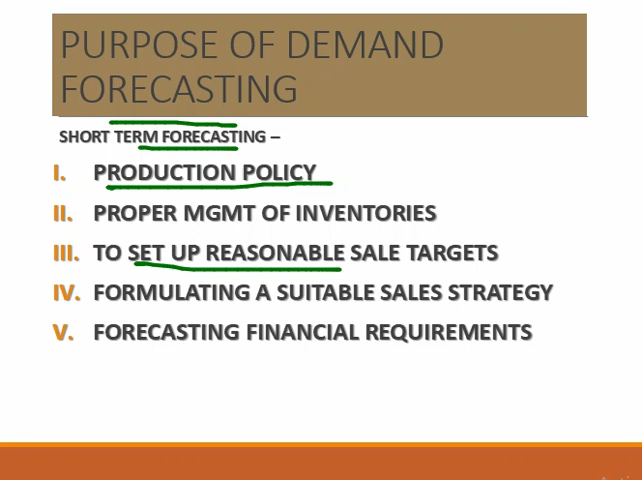 PURPOSE OF DEMAND
FORECASTING
SHORT TERM FORECASTING –
I. PRODUCTION POLICY
II. PROPER MGMT OF INVENTORIES
III. TO SET UP REASONABLE SALE TARGETS
IV. FORMULATING A SUITABLE SALES STRATEGY
V. FORECASTING FINANCIAL REQUIREMENTS